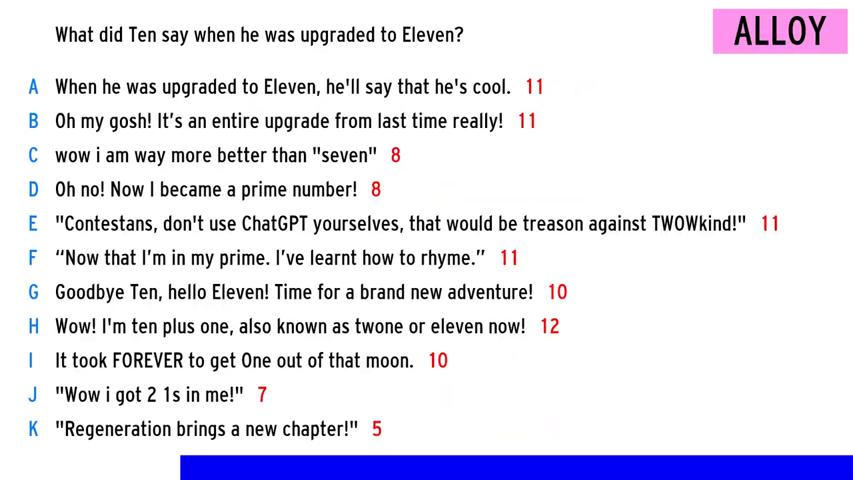 What did Ten say when he was upgraded to Eleven?
ALLOY
A When he was upgraded to Eleven, he'll say that he's cool. 11
B Oh my gosh! It’s an entire upgrade from last time really! 11
C wow i am way more better than "seven" 8
D Oh no! Now I became a prime number! 8
E "Contestans, don't use ChatGPT yourselves, that would be treason against TWOWkind!" 11
F “Now that I’m in my prime. I’ve learnt how to rhyme.” 11
G Goodbye Ten, hello Eleven! Time for a brand new adventure! 10
H Wow! I'm ten plus one, also known as twone or eleven now! 12
I It took FOREVER to get One out of that moon. 10
J "Wow i got 2 1s in me!" 7
K "Regeneration brings a new chapter!" 5